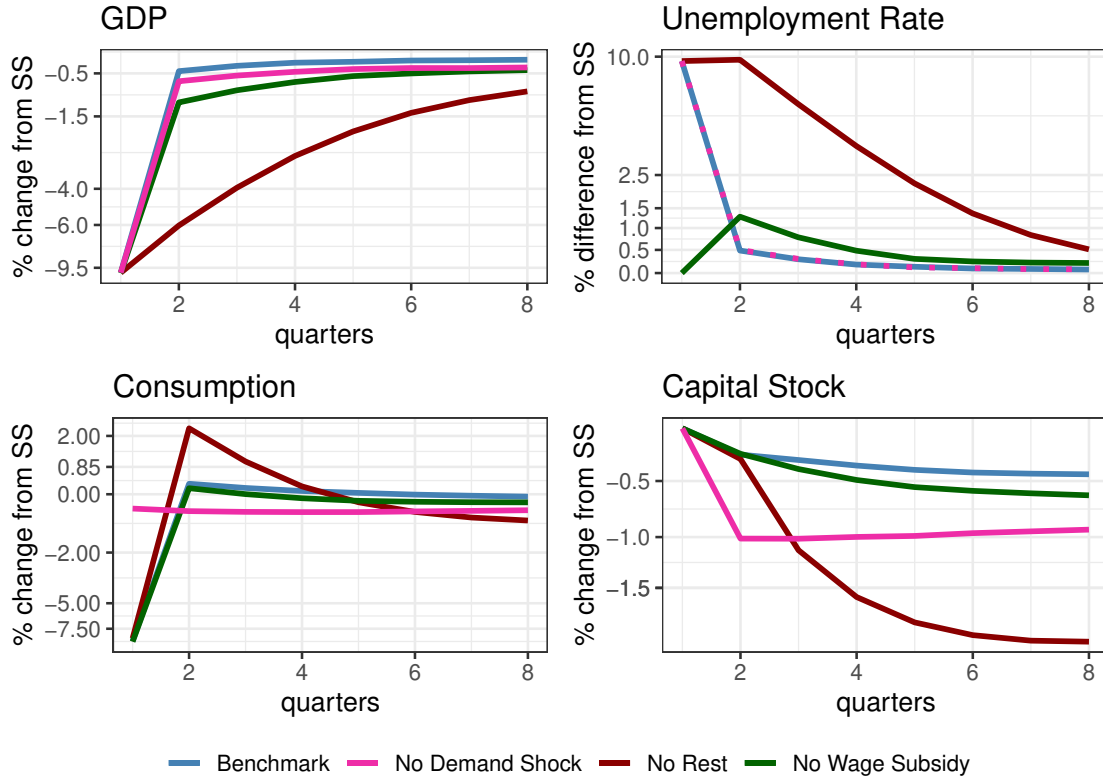 GDP
% change from SS
−0.5
−1.5
−4.0
−6.0
−9.5
2 4 6 8
quarters
Unemployment Rate
% difference from SS
10.0
2.5
1.5
1.0
0.5
0.0
2 4 6 8
quarters
Consumption
% change from SS
2.00
0.85
0.00
−2.00
−5.00
−7.50
2 4 6 8
quarters
Capital Stock
% change from SS
−0.5
−1.0
−1.5
2 4 6 8
quarters
Benchmark No Demand Shock No Rest No Wage Subsidy